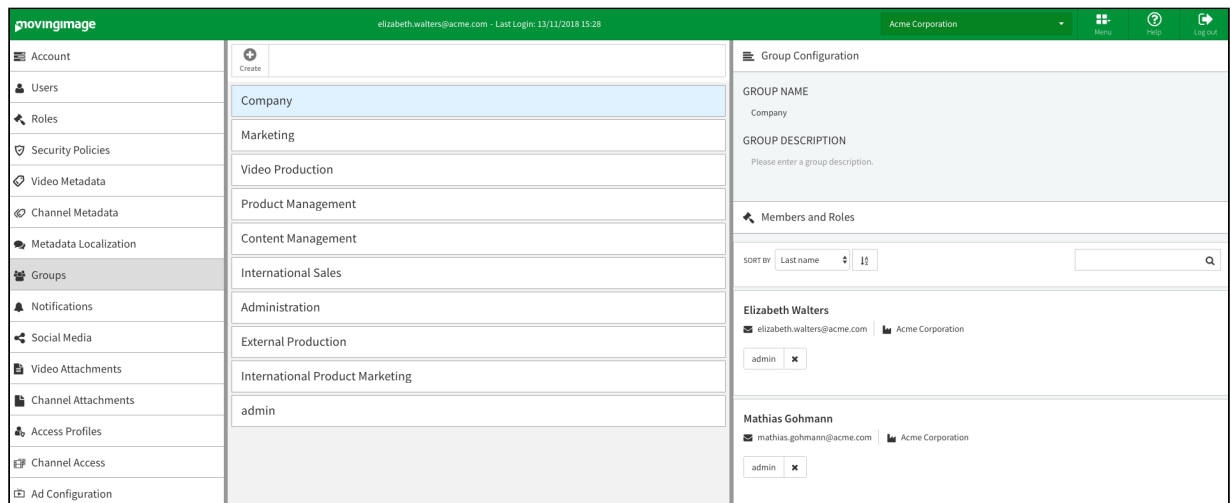 movingimage
elizabeth.walters@acme.com - Last Login: 13/11/2018 15:28
Acme Corporation
Menu
Help
Log out
Account
Users
Roles
Security Policies
Video Metadata
Channel Metadata
Metadata Localization
Groups
Notifications
Social Media
Video Attachments
Channel Attachments
Access Profiles
Channel Access
Ad Configuration
Create
Company
Marketing
Video Production
Product Management
Content Management
International Sales
Administration
External Production
International Product Marketing
admin
Group Configuration
GROUP NAME
Company
GROUP DESCRIPTION
Please enter a group description.
Members and Roles
SORT BY Last name
Elizabeth Walters
elizabeth.walters@acme.com Acme Corporation
admin
Mathias Gohmann
mathias.gohmann@acme.com Acme Corporation
admin